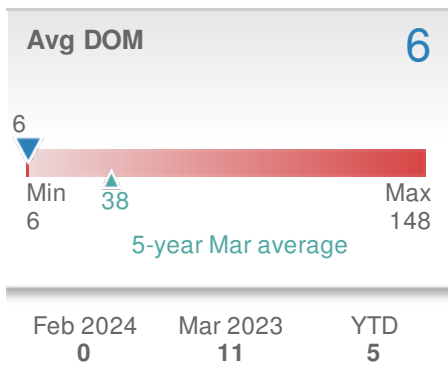 Avg DOM 6
6
Min Max
6 38 148
5-year Mar average
Feb 2024 Mar 2023 YTD
0 11 5